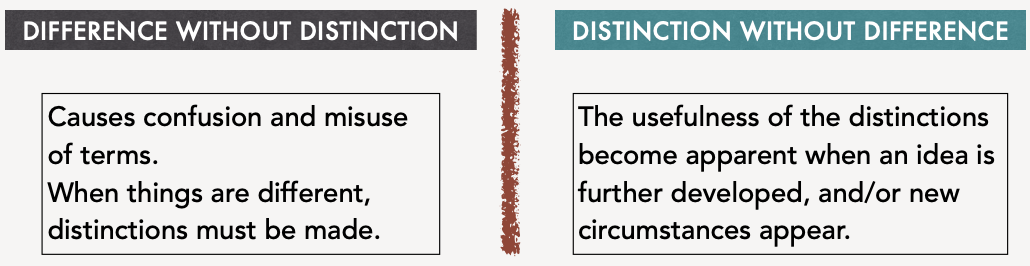 DIFFERENCE WITHOUT DISTINCTION
Causes confusion and misuse
of terms.
When things are different,
distinctions must be made.
DISTINCTION WITHOUT DIFFERENCE
The usefulness of the distinctions
become apparent when an idea is
further developed, and/or new
circumstances appear.